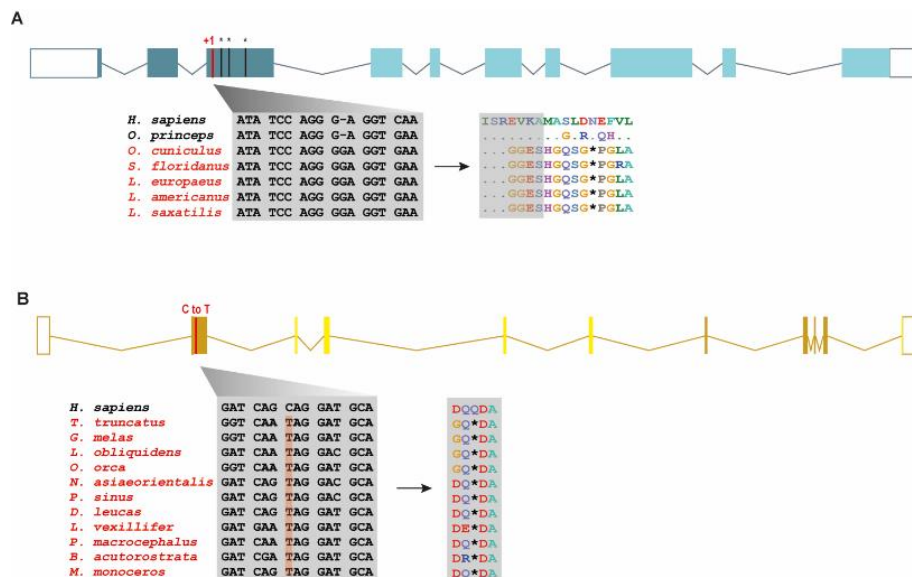 A
+1 * * *
H. sapiens ATA TCC AGG G-A GGT CAA ISREVKAMASLDNEFVL
O. princeps ATA TCC AGG G-A GGT CAA .........G.R.QH..
O. cuniculus ATA TCC AGG GGA GGT GAA ...GGESHGQSG*PGLA
S. floridanus ATA TCC AGG GGA GGT GAA ...GGESHGQSG*PGRA
L. europaeus ATA TCC AGG GGA GGT GAA ...GGESHGQSG*PGLA
L. americanus ATA TCC AGG GGA GGT GAA ...GGESHGQSG*PGLA
L. saxatilis ATA TCC AGG GGA GGT GAA ...GGESHGQSG*PGLA
B
C to T
H. sapiens GAT CAG CAG GAT GCA DQQDA
T. truncatus GGT CAA TAG GAT GCA GQ*DA
G. melas GGT CAA TAG GAT GCA GQ*DA
L. obliquidens GGT CAA TAG GAC GCA GQ*DA
O. orca GGT CAA TAG GAT GCA GQ*DA
N. asiaeorientalis GAT CAG TAG GAC GCA DQ*DA
P. sinus GAT CAG TAG GAC GCA DQ*DA
D. leucas GAT CAG TAG GAT GCA DQ*DA
L. vexillifer GAT GAA TAG GAT GCA DE*DA
P. macrocephalus GAT CAA TAG GAT GCA DQ*DA
B. acutorostrata GAT CGA TAG GAT GCA DR*DA
M. monoceros GAT CAG TAG GAT GCA DQ*DA